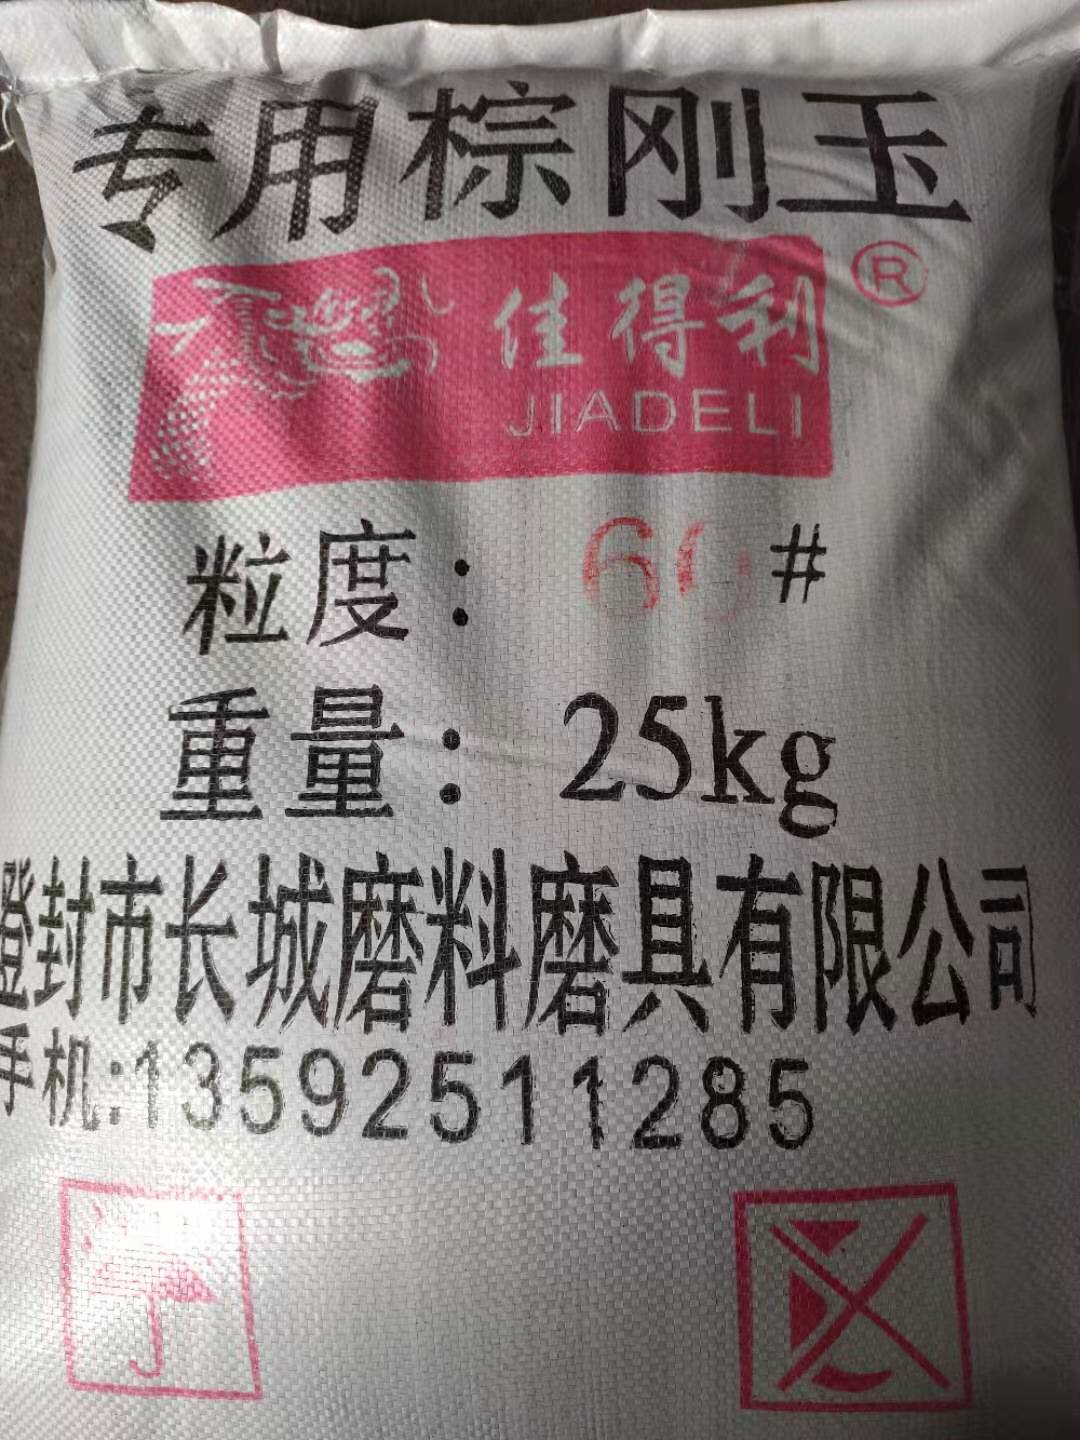 专用棕刚玉
佳得利®
JIADELI
粒度：60#
重量：25kg
登封市长城磨料磨具有限公司
手机:13592511285